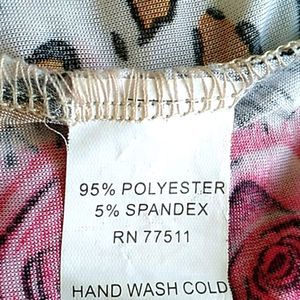 95% POLYESTER
5% SPANDEX
RN 77511
HAND WASH COLD